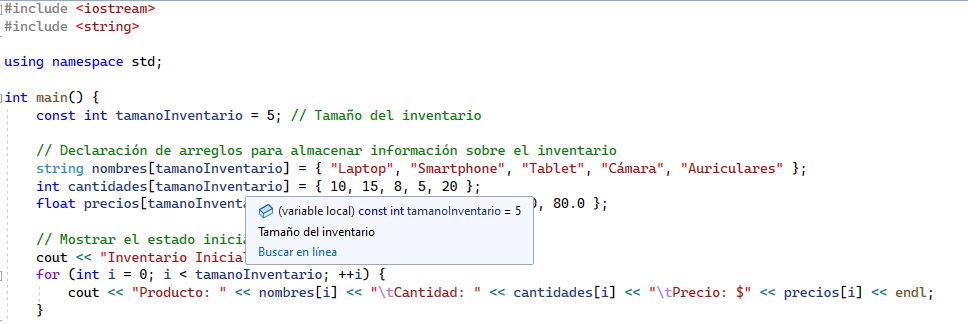 #include <iostream>
#include <string>
using namespace std;
int main() {
const int tamanoInventario = 5; // Tamaño del inventario
// Declaración de arreglos para almacenar información sobre el inventario
string nombres[tamanoInventario] = { "Laptop", "Smartphone", "Tablet", "Cámara", "Auriculares" };
int cantidades[tamanoInventario] = { 10, 15, 8, 5, 20 };
float precios[tamanoInventa 0, 80.0 };
(variable local) const int tamanoInventario = 5
Tamaño del inventario
Buscar en línea
// Mostrar el estado inicia
cout << "Inventario Inicial
for (int i = 0; i < tamanoInventario; ++i) {
cout << "Producto: " << nombres[i] << "\tCantidad: " << cantidades[i] << "\tPrecio: $" << precios[i] << endl;
}